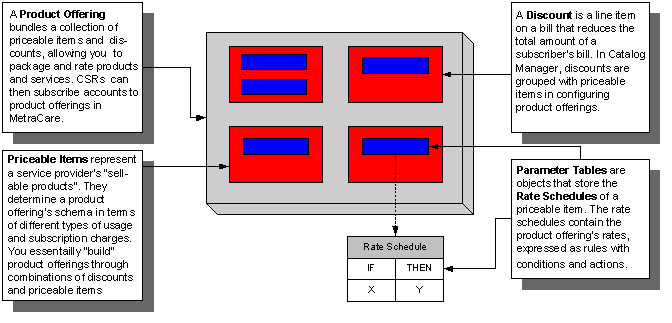 A Product Offering
bundles a collection of
priceable items and dis-
counts, allowing you to
package and rate products
and services. CSRs can
then subscribe accounts to
product offerings in
MetraCare.
A Discount is a line item
on a bill that reduces the
total amount of a
subscriber's bill. In Catalog
Manager, discounts are
grouped with priceable
items in configuring
product offerings.
Priceable Items represent
a service provider's "sell-
able products". They
determine a product
offering's schema in terms
of different types of usage
and subscription charges.
You essentailly "build"
product offerings through
combinations of discounts
and priceable items
Parameter Tables are
objects that store the
Rate Schedules of a
priceable item. The rate
schedules contain the
product offering's rates,
expressed as rules with
conditions and actions.
Rate Schedule
IF THEN
X Y